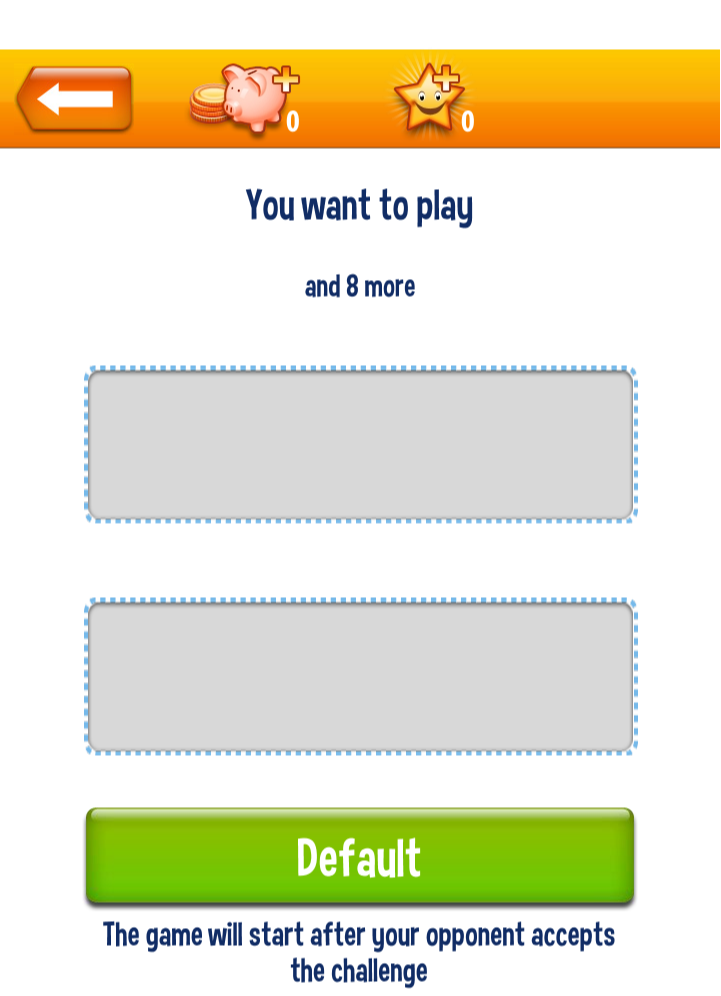 0
0
You want to play
and 8 more
Default
The game will start after your opponent accepts
the challenge